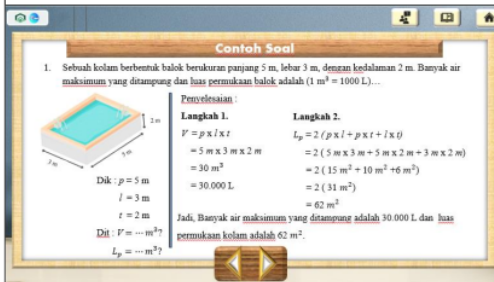 Contoh Soal
1. Sebuah kolam berbentuk balok berukuran panjang 5 m, lebar 3 m, dengan kedalaman 2 m. Banyak air
maksimum yang ditampung dan luas permukaan balok adalah (1 m³ = 1000 L)…
2 m
5 m
3 m
Dik : p = 5 m
l = 3 m
t = 2 m
Dit : V = ⋯ m³?
Lₚ = ⋯ m³?
Penyelesaian :
Langkah 1.
V = p x l x t
= 5 m x 3 m x 2 m
= 30 m³
= 30.000 L
Langkah 2.
Lₚ = 2 ( p x l + p x t + l x t)
= 2 ( 5 m x 3 m + 5 m x 2 m + 3 m x 2 m)
= 2 ( 15 m² + 10 m² +6 m²)
= 2 ( 31 m²)
= 62 m²
Jadi, Banyak air maksimum yang ditampung adalah 30.000 L dan luas
permukaan kolam adalah 62 m².